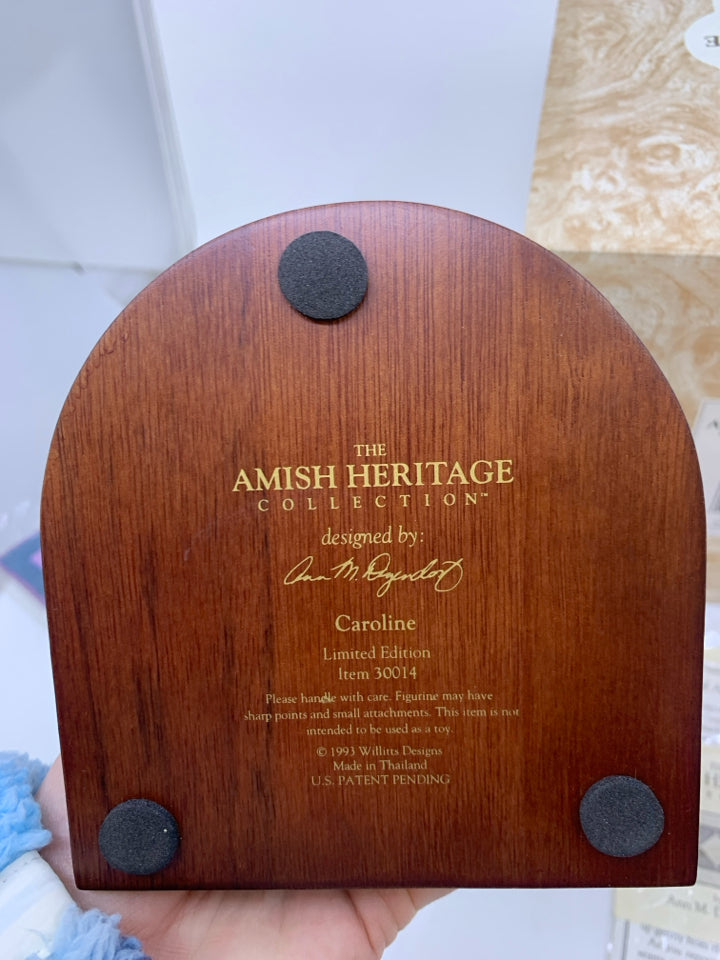 THE
AMISH HERITAGE
COLLECTION™
designed by:
Ann M. Dezendorf
Caroline
Limited Edition
Item 30014
Please handle with care. Figurine may have
sharp points and small attachments. This item is not
intended to be used as a toy.
© 1993 Willitts Designs
Made in Thailand
U.S. PATENT PENDING